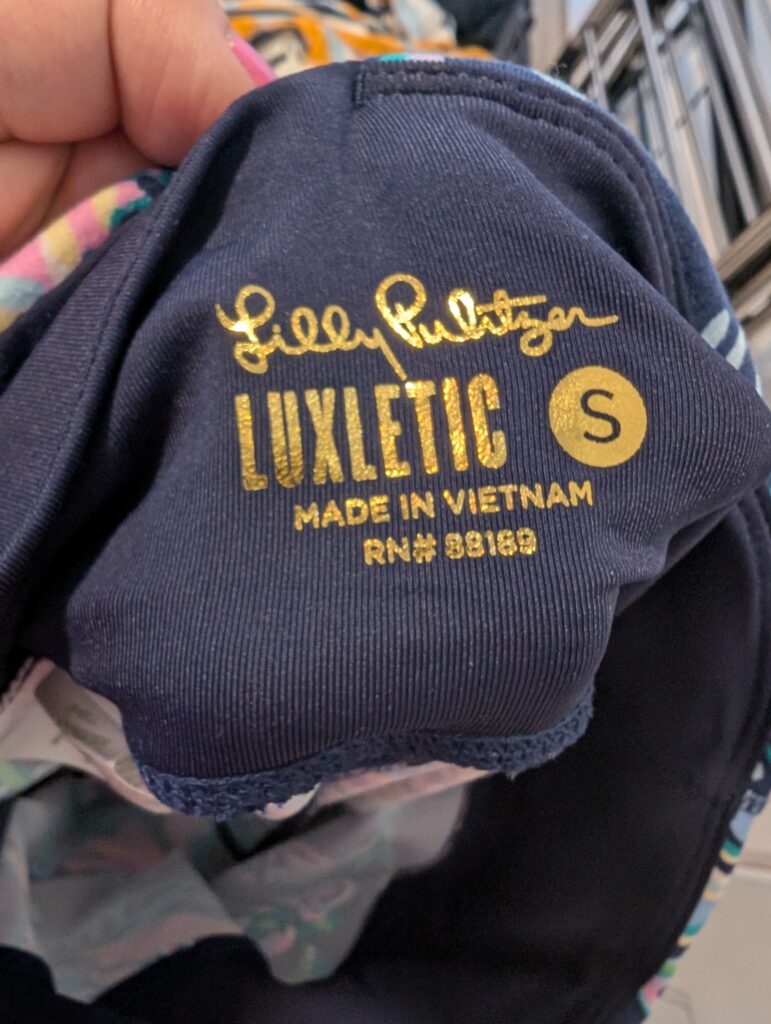 Lilly Pulitzer
LUXLETIC S
MADE IN VIETNAM
RN# 88189